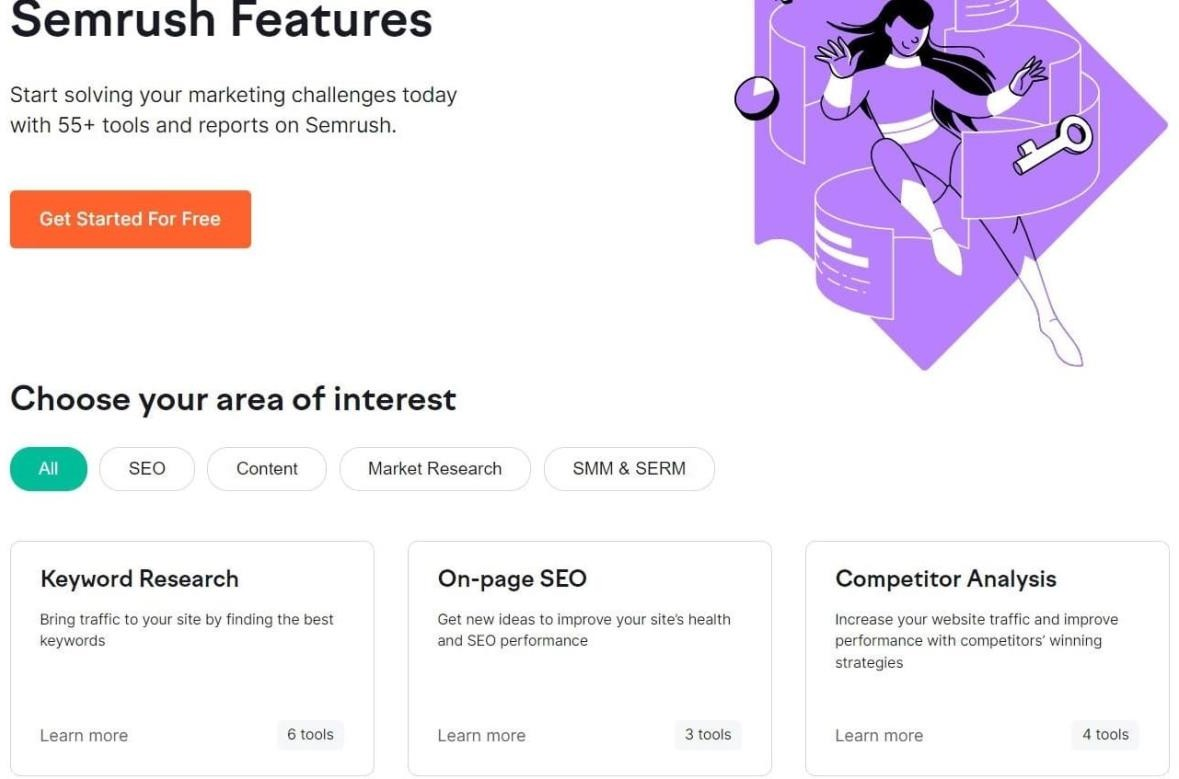 Semrush Features
Start solving your marketing challenges today
with 55+ tools and reports on Semrush.
Get Started For Free
Choose your area of interest
All
SEO
Content
Market Research
SMM & SERM
Keyword Research
Bring traffic to your site by finding the best
keywords
Learn more
6 tools
On-page SEO
Get new ideas to improve your site's health
and SEO performance
Learn more
3 tools
Competitor Analysis
Increase your website traffic and improve
performance with competitors' winning
strategies
Learn more
4 tools